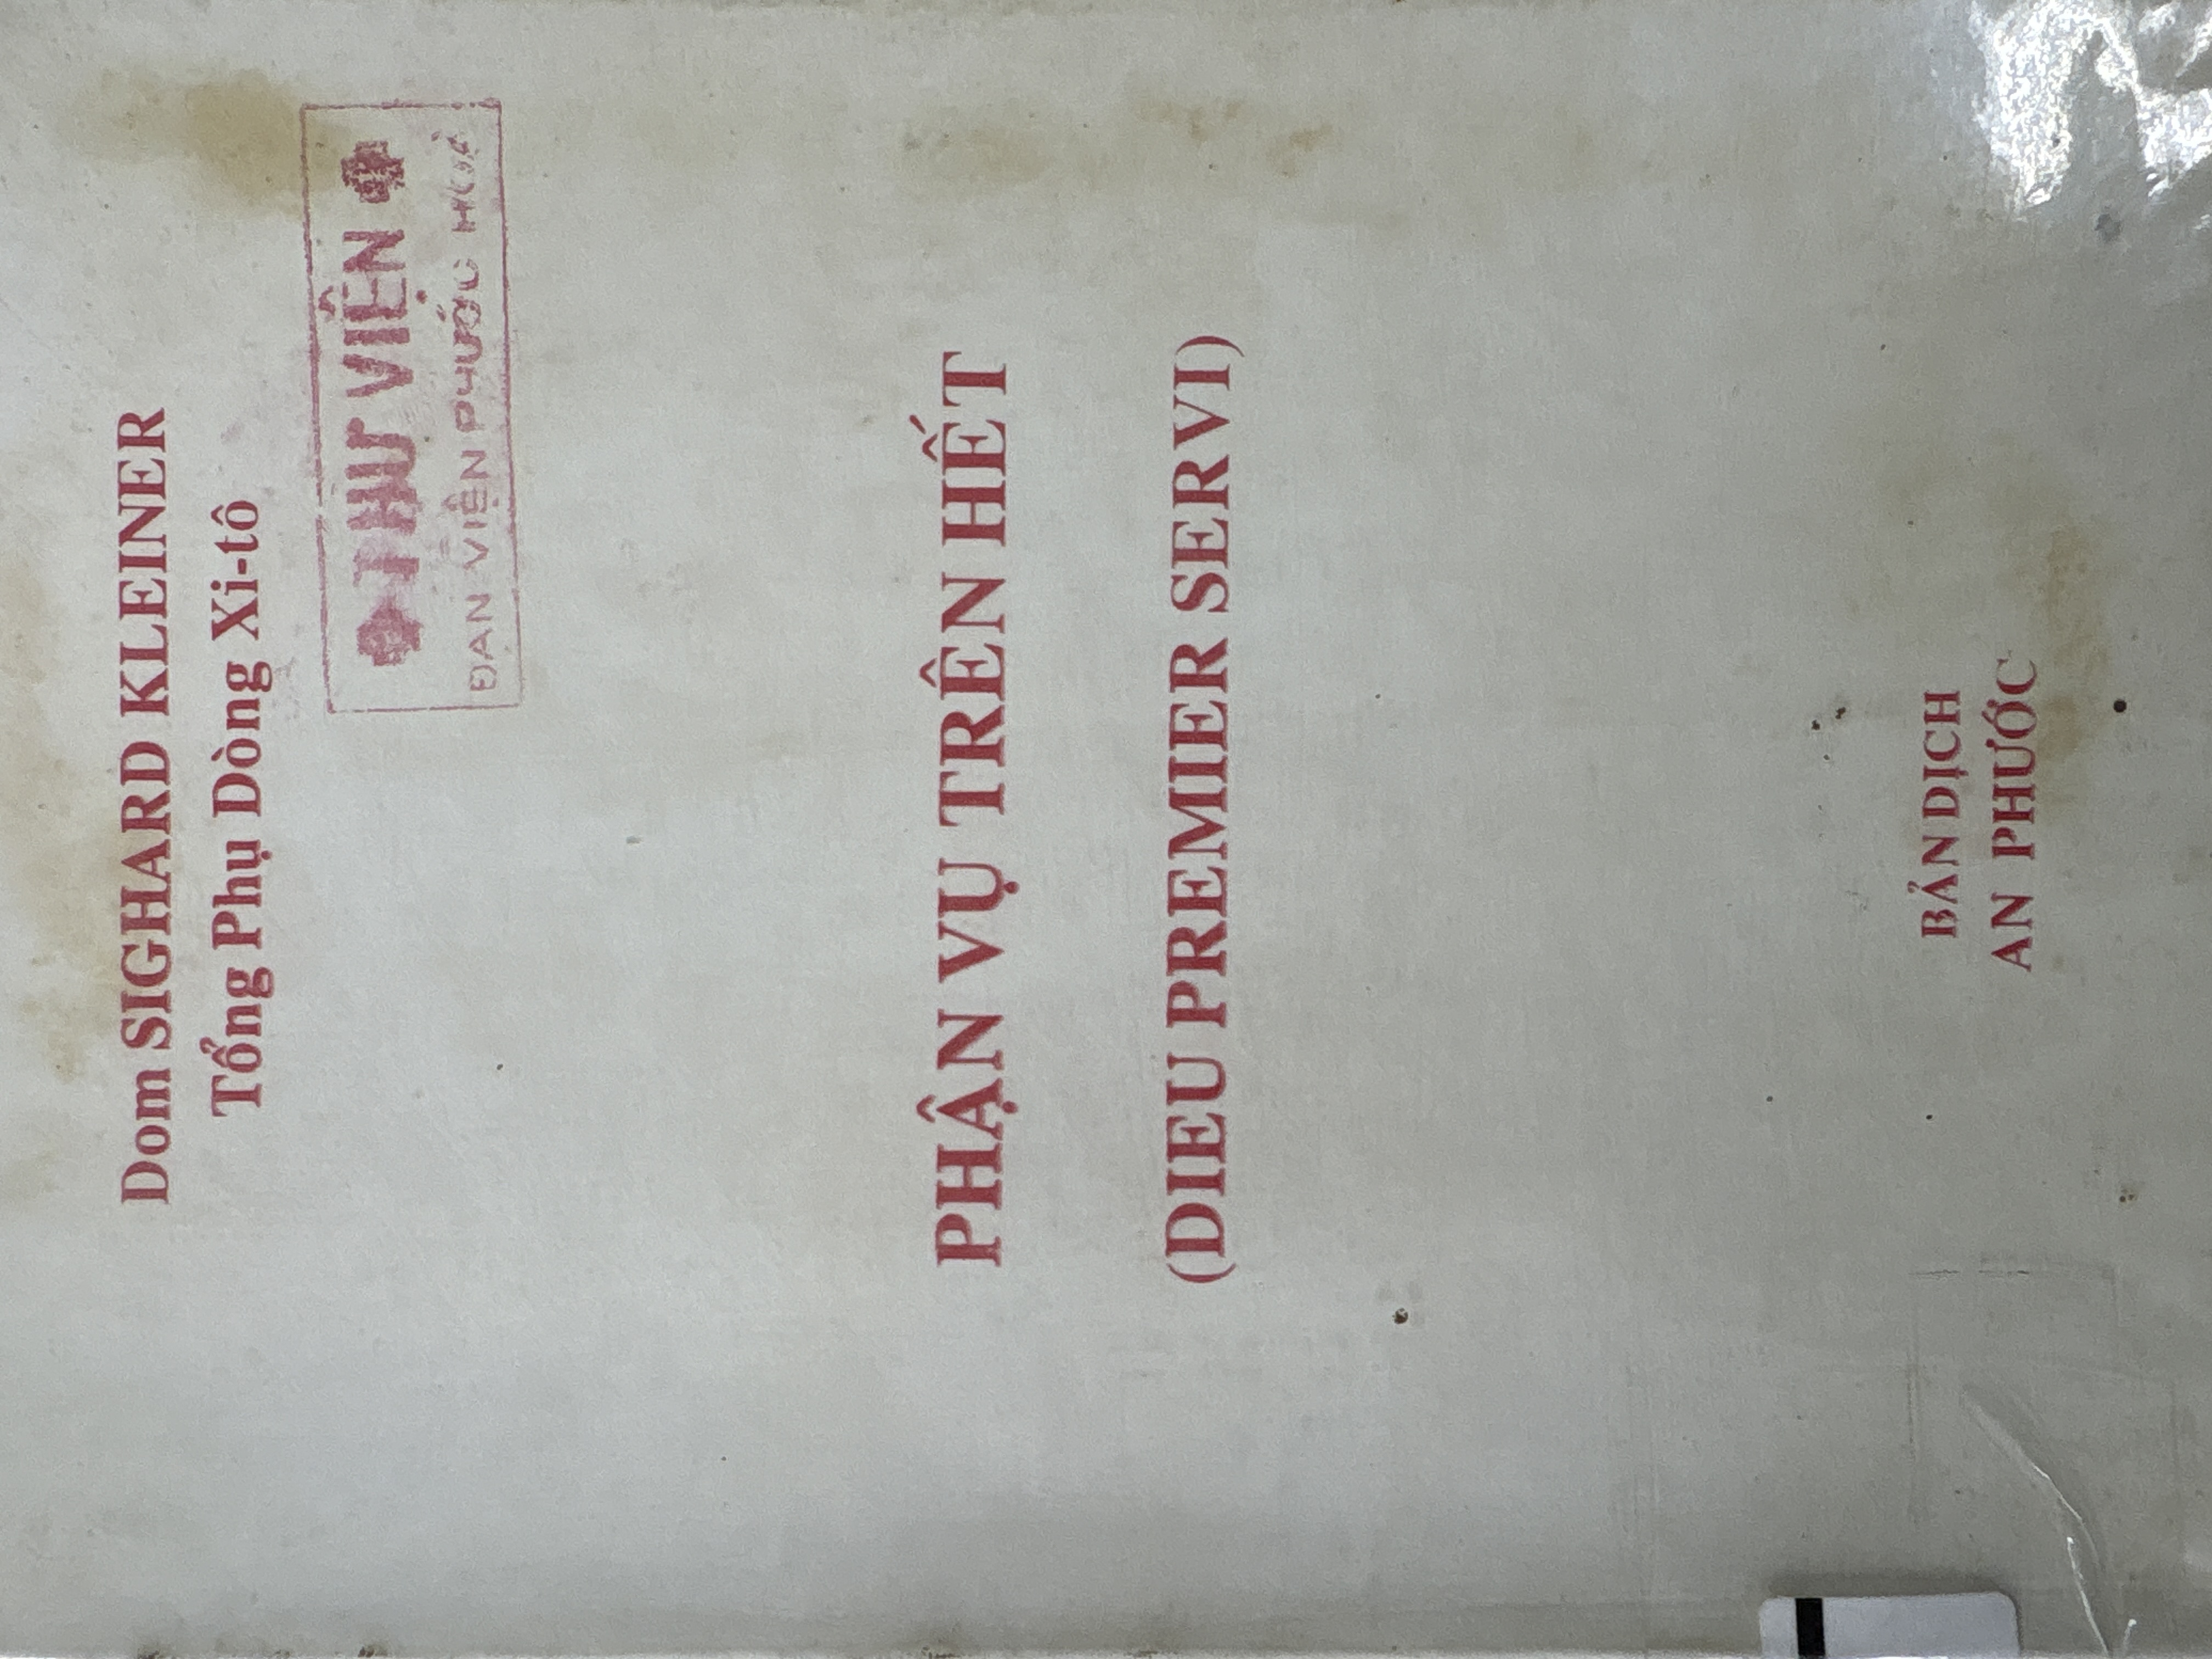 Dom SIGHARD KLEINER
Tổng Phụ Dòng Xi-tô
THƯ VIỆN
ĐAN VIỆN PHƯỚC HOÀ
PHẬN VỤ TRÊN HẾT
(DIEU PREMIER SERVI)
BẢN DỊCH
AN PHƯỚC